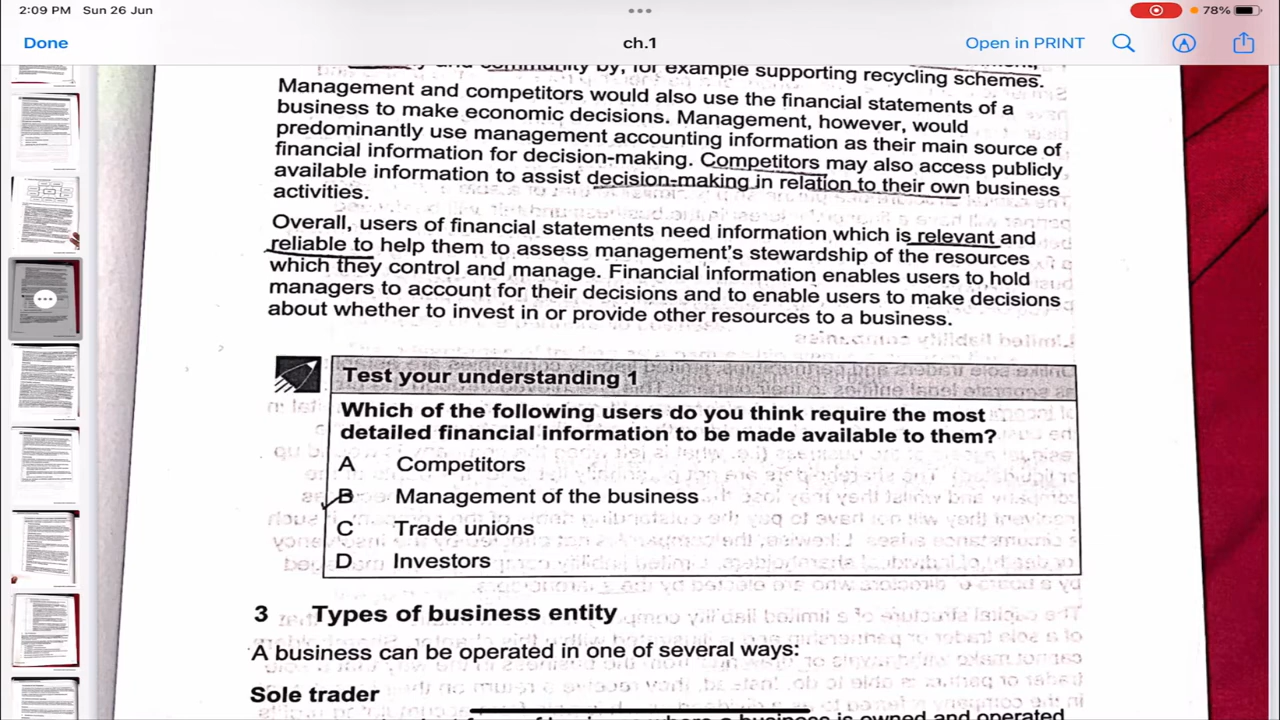 2:09 PM Sun 26 Jun
78%
Done
ch.1
Open in PRINT
and community by, for example supporting recycling schemes.
Management and competitors would also use the financial statements of a
business to make economic decisions. Management, however, would
predominantly use management accounting information as their main source of
financial information for decision-making. Competitors may also access publicly
available information to assist decision-making in relation to their own business
activities.
Overall, users of financial statements need information which is relevant and
reliable to help them to assess management's stewardship of the resources
which they control and manage. Financial information enables users to hold
managers to account for their decisions and to enable users to make decisions
about whether to invest in or provide other resources to a business.
Test your understanding 1
Which of the following users do you think require the most
detailed financial information to be made available to them?
A Competitors
B Management of the business
C Trade unions
D Investors
3 Types of business entity
A business can be operated in one of several ways:
Sole trader
business where a business is owned and operated